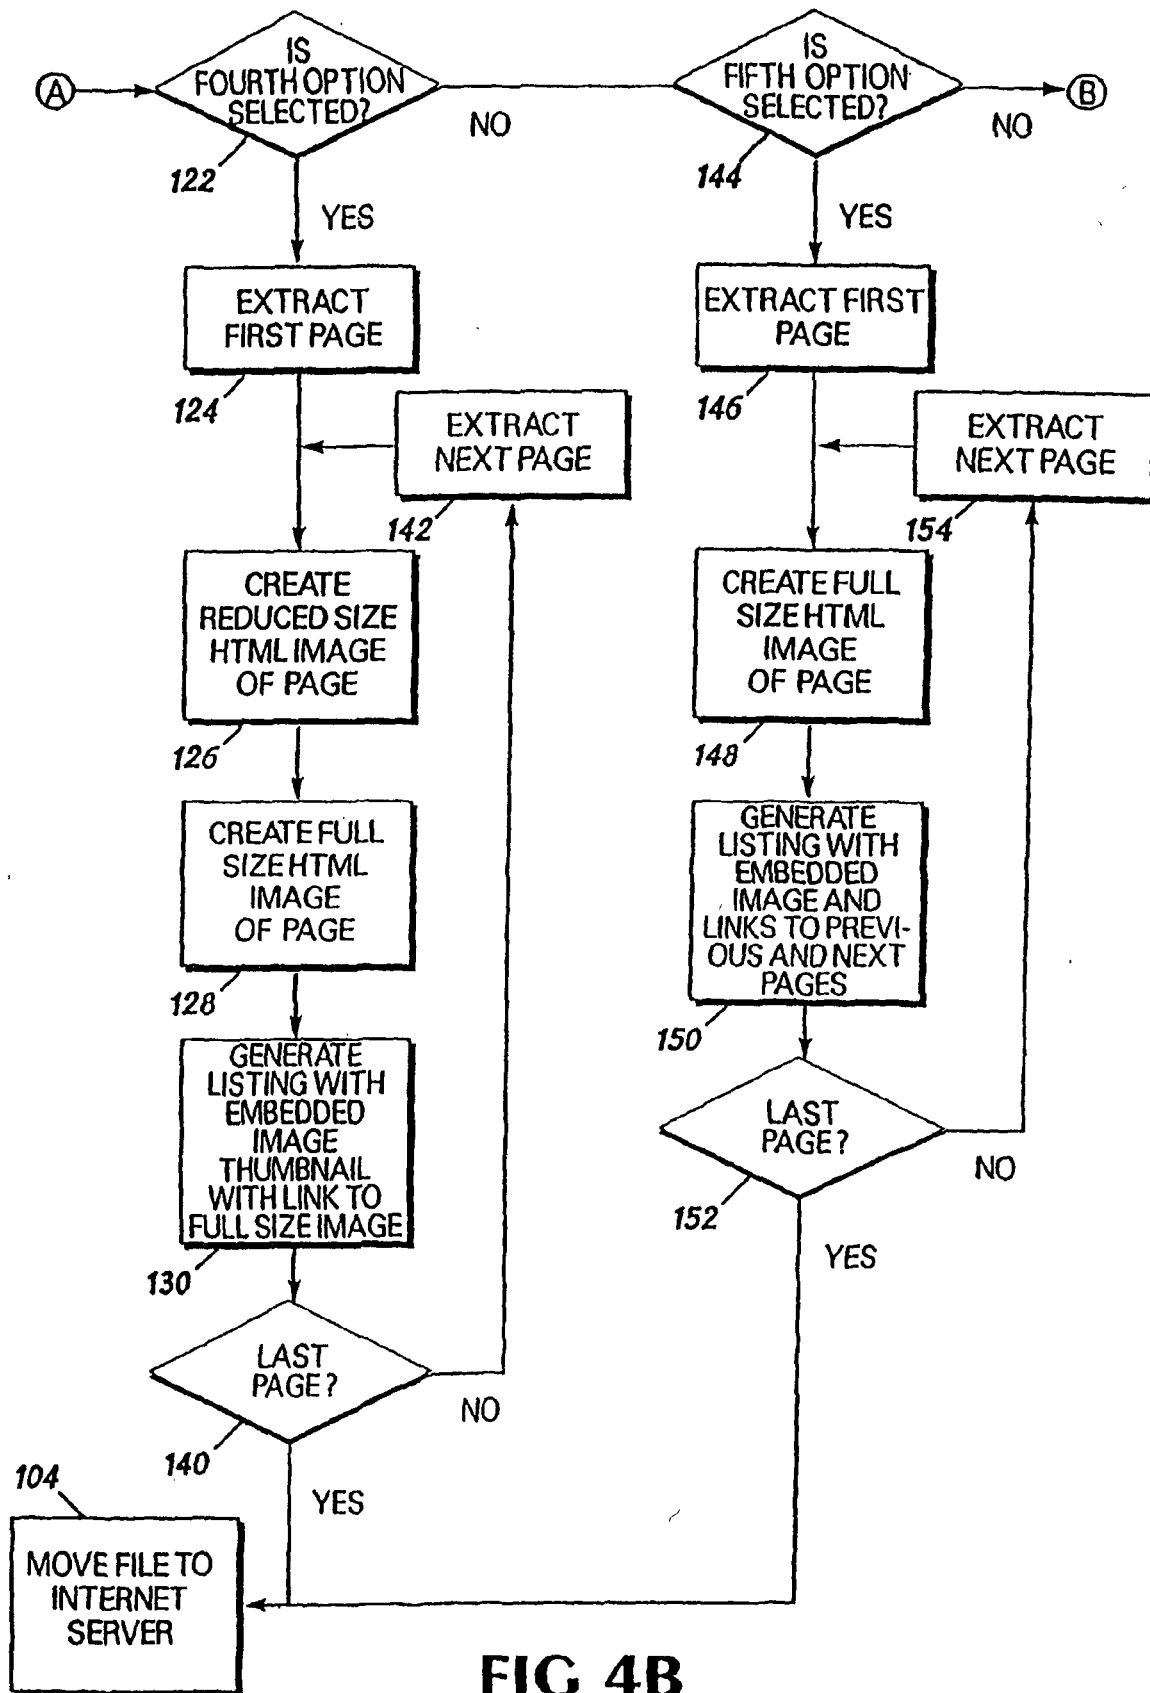 A
IS
FOURTH OPTION
SELECTED?
NO
122
YES
IS
FIFTH OPTION
SELECTED?
NO
B
144
YES
EXTRACT
FIRST PAGE
124
EXTRACT
NEXT PAGE
142
CREATE
REDUCED SIZE
HTML IMAGE
OF PAGE
126
CREATE FULL
SIZE HTML
IMAGE
OF PAGE
128
GENERATE
LISTING WITH
EMBEDDED
IMAGE
THUMBNAIL
WITH LINK TO
FULL SIZE IMAGE
130
LAST
PAGE?
NO
140
YES
EXTRACT FIRST
PAGE
146
EXTRACT
NEXT PAGE
154
CREATE FULL
SIZE HTML
IMAGE
OF PAGE
148
GENERATE
LISTING WITH
EMBEDDED
IMAGE AND
LINKS TO PREVI-
OUS AND NEXT
PAGES
150
LAST
PAGE?
NO
152
YES
104
MOVE FILE TO
INTERNET
SERVER
FIG 4B